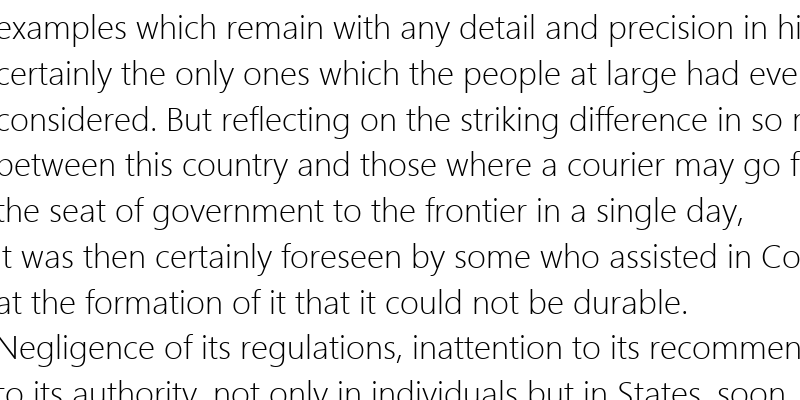 examples which remain with any detail and precision in hi
certainly the only ones which the people at large had eve
considered. But reflecting on the striking difference in so
between this country and those where a courier may go f
the seat of government to the frontier in a single day,
it was then certainly foreseen by some who assisted in Co
at the formation of it that it could not be durable.
Negligence of its regulations, inattention to its recommen
to its authority, not only in individuals but in States, soon